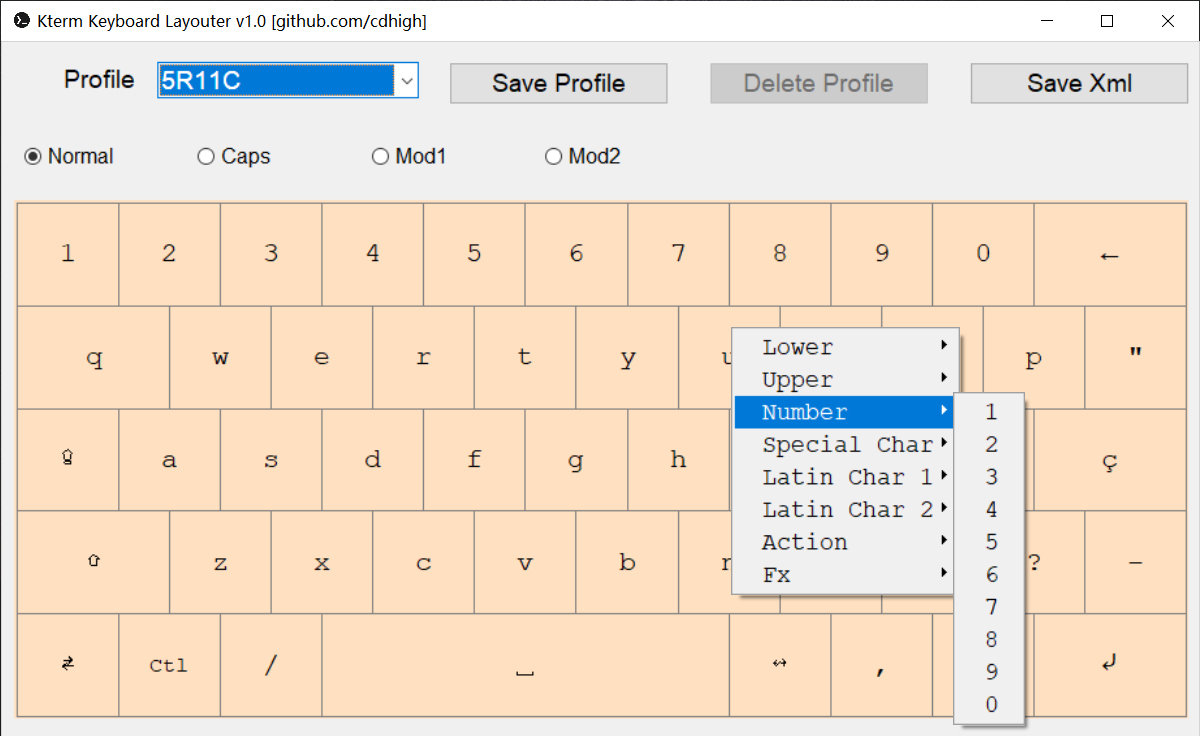 Kterm Keyboard Layouter v1.0 [github.com/cdhigh]
Profile 5R11C Save Profile Delete Profile Save Xml
Normal Caps Mod1 Mod2
1 2 3 4 5 6 7 8 9 0 ←
q w e r t y p "
⇪ a s d f g h ç
⇧ z x c v b ? -
⇄ Ctl / ⎵ ↔ , ↲
Lower
Upper
Number
Special Char
Latin Char 1
Latin Char 2
Action
Fx
1
2
3
4
5
6
7
8
9
0